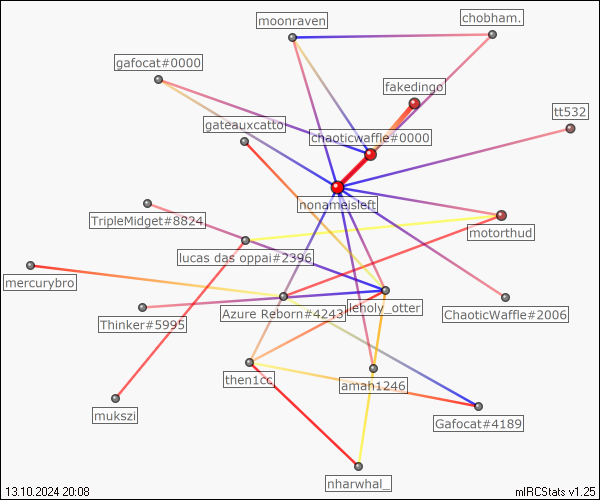 moonraven
chobham.
gafocat#0000
fakedingo
tt532
gateauxcatto
chaoticwaffle#0000
nonameisleft
TripleMidget#8824
motorthud
lucas das oppai#2396
mercurybro
Azure Reborn#4243
leholy_otter
ChaoticWaffle#2006
Thinker#5995
then1cc
amah1246
mukszi
Gafocat#4189
nharwhal_
13.10.2024 20:08
mIRCStats v1.25